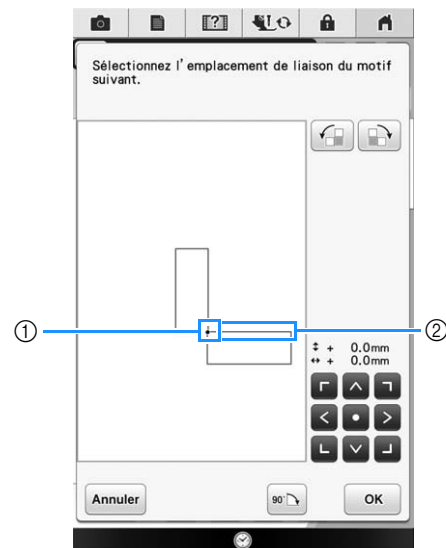 Sélectionnez l'emplacement de liaison du motif
suivant.
① ②
+ 0.0mm
+ 0.0mm
Annuler 90° OK